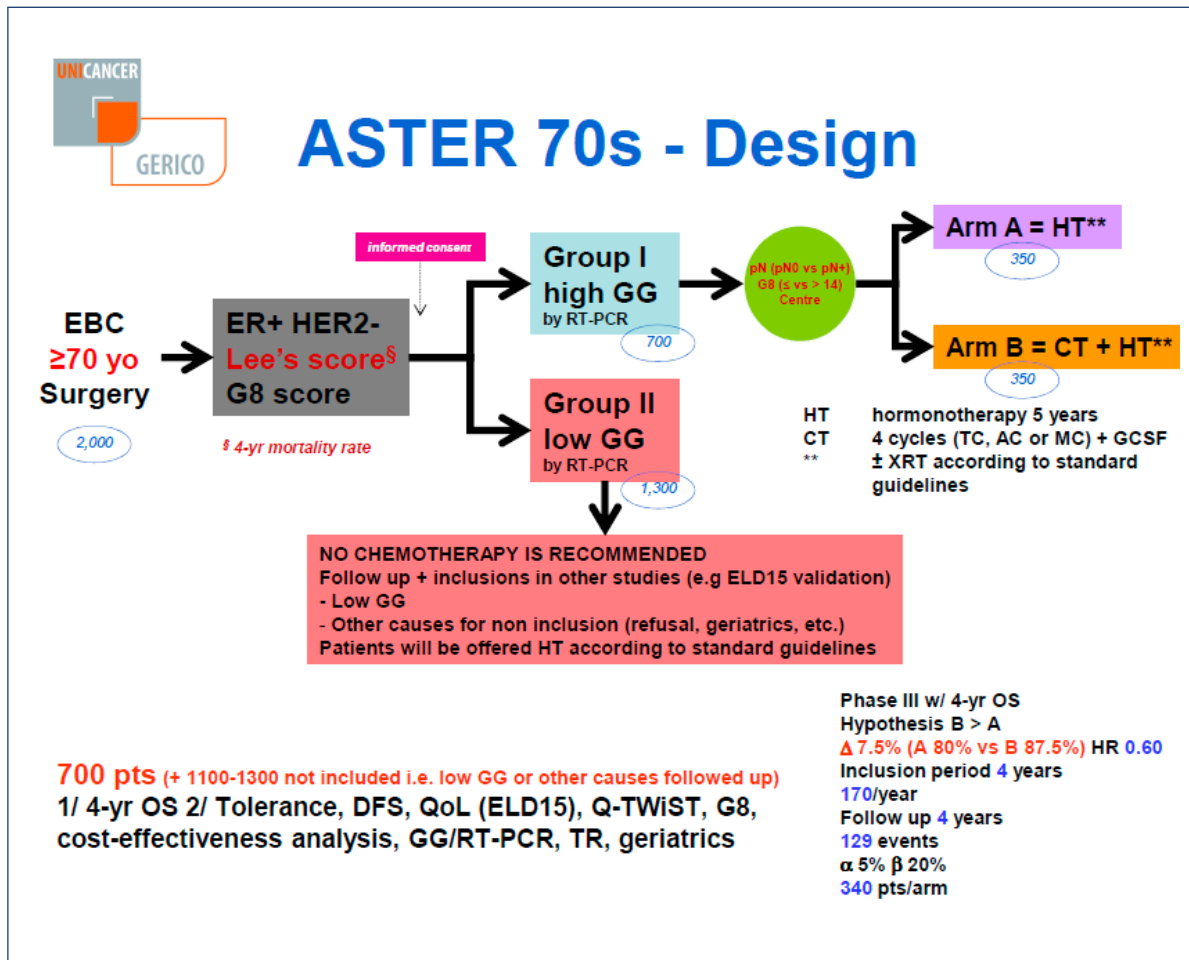 UNICANCER
GERICO
ASTER 70s - Design
informed consent
EBC
≥70 yo
Surgery
2,000
ER+ HER2-
Lee's score§
G8 score
§ 4-yr mortality rate
Group I
high GG
by RT-PCR
700
Group II
low GG
by RT-PCR
1,300
pN (pN0 vs pN+)
G8 (≤ vs > 14)
Centre
Arm A = HT**
350
Arm B = CT + HT**
350
HT hormonotherapy 5 years
CT 4 cycles (TC, AC or MC) + GCSF
** ± XRT according to standard
guidelines
NO CHEMOTHERAPY IS RECOMMENDED
Follow up + inclusions in other studies (e.g ELD15 validation)
- Low GG
- Other causes for non inclusion (refusal, geriatrics, etc.)
Patients will be offered HT according to standard guidelines
700 pts (+ 1100-1300 not included i.e. low GG or other causes followed up)
1/ 4-yr OS 2/ Tolerance, DFS, QoL (ELD15), Q-TWiST, G8,
cost-effectiveness analysis, GG/RT-PCR, TR, geriatrics
Phase III w/ 4-yr OS
Hypothesis B > A
Δ 7.5% (A 80% vs B 87.5%) HR 0.60
Inclusion period 4 years
170/year
Follow up 4 years
129 events
α 5% β 20%
340 pts/arm